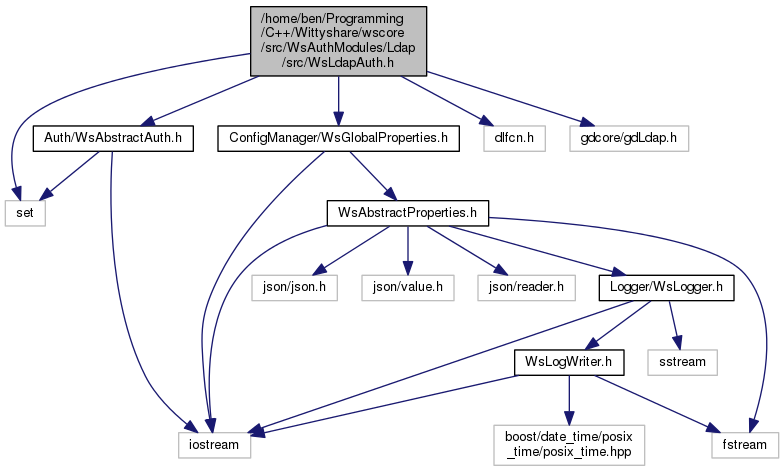 /home/ben/Programming
/C++/Wittyshare/wscore
/src/WsAuthModules/Ldap
/src/WsLdapAuth.h
Auth/WsAbstractAuth.h
ConfigManager/WsGlobalProperties.h
dlfcn.h
gdcore/gdLdap.h
set
WsAbstractProperties.h
json/json.h
json/value.h
json/reader.h
Logger/WsLogger.h
WsLogWriter.h
sstream
iostream
boost/date_time/posix
_time/posix_time.hpp
fstream